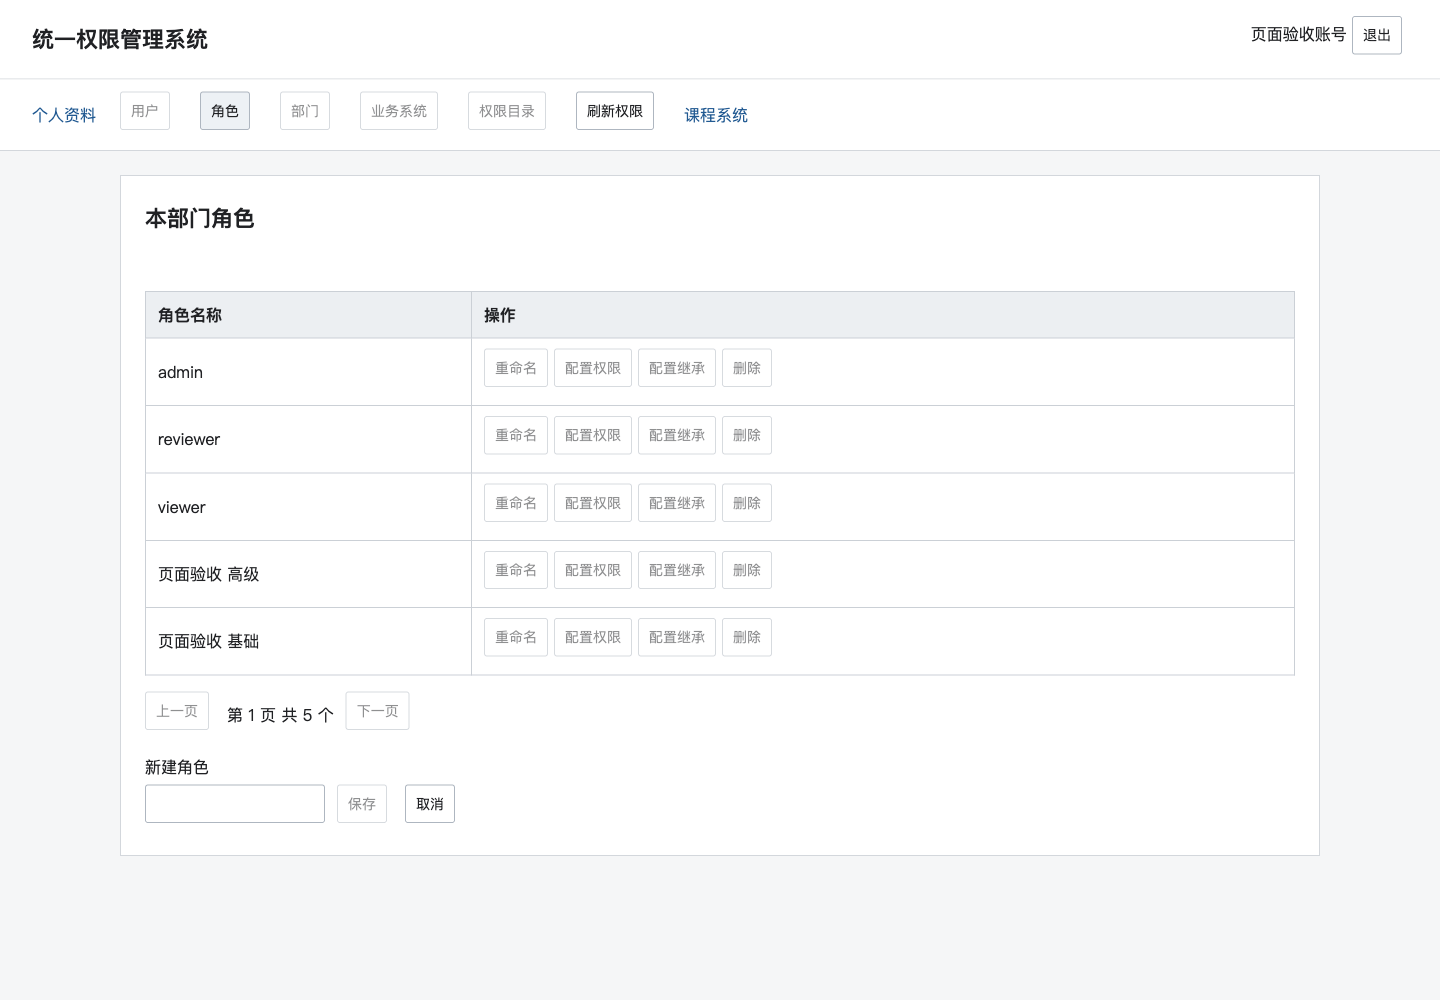 统一权限管理系统
页面验收账号 退出
个人资料 用户 角色 部门 业务系统 权限目录 刷新权限 课程系统
本部门角色
角色名称 操作
admin 重命名 配置权限 配置继承 删除
reviewer 重命名 配置权限 配置继承 删除
viewer 重命名 配置权限 配置继承 删除
页面验收 高级 重命名 配置权限 配置继承 删除
页面验收 基础 重命名 配置权限 配置继承 删除
上一页 第 1 页 共 5 个 下一页
新建角色
保存 取消